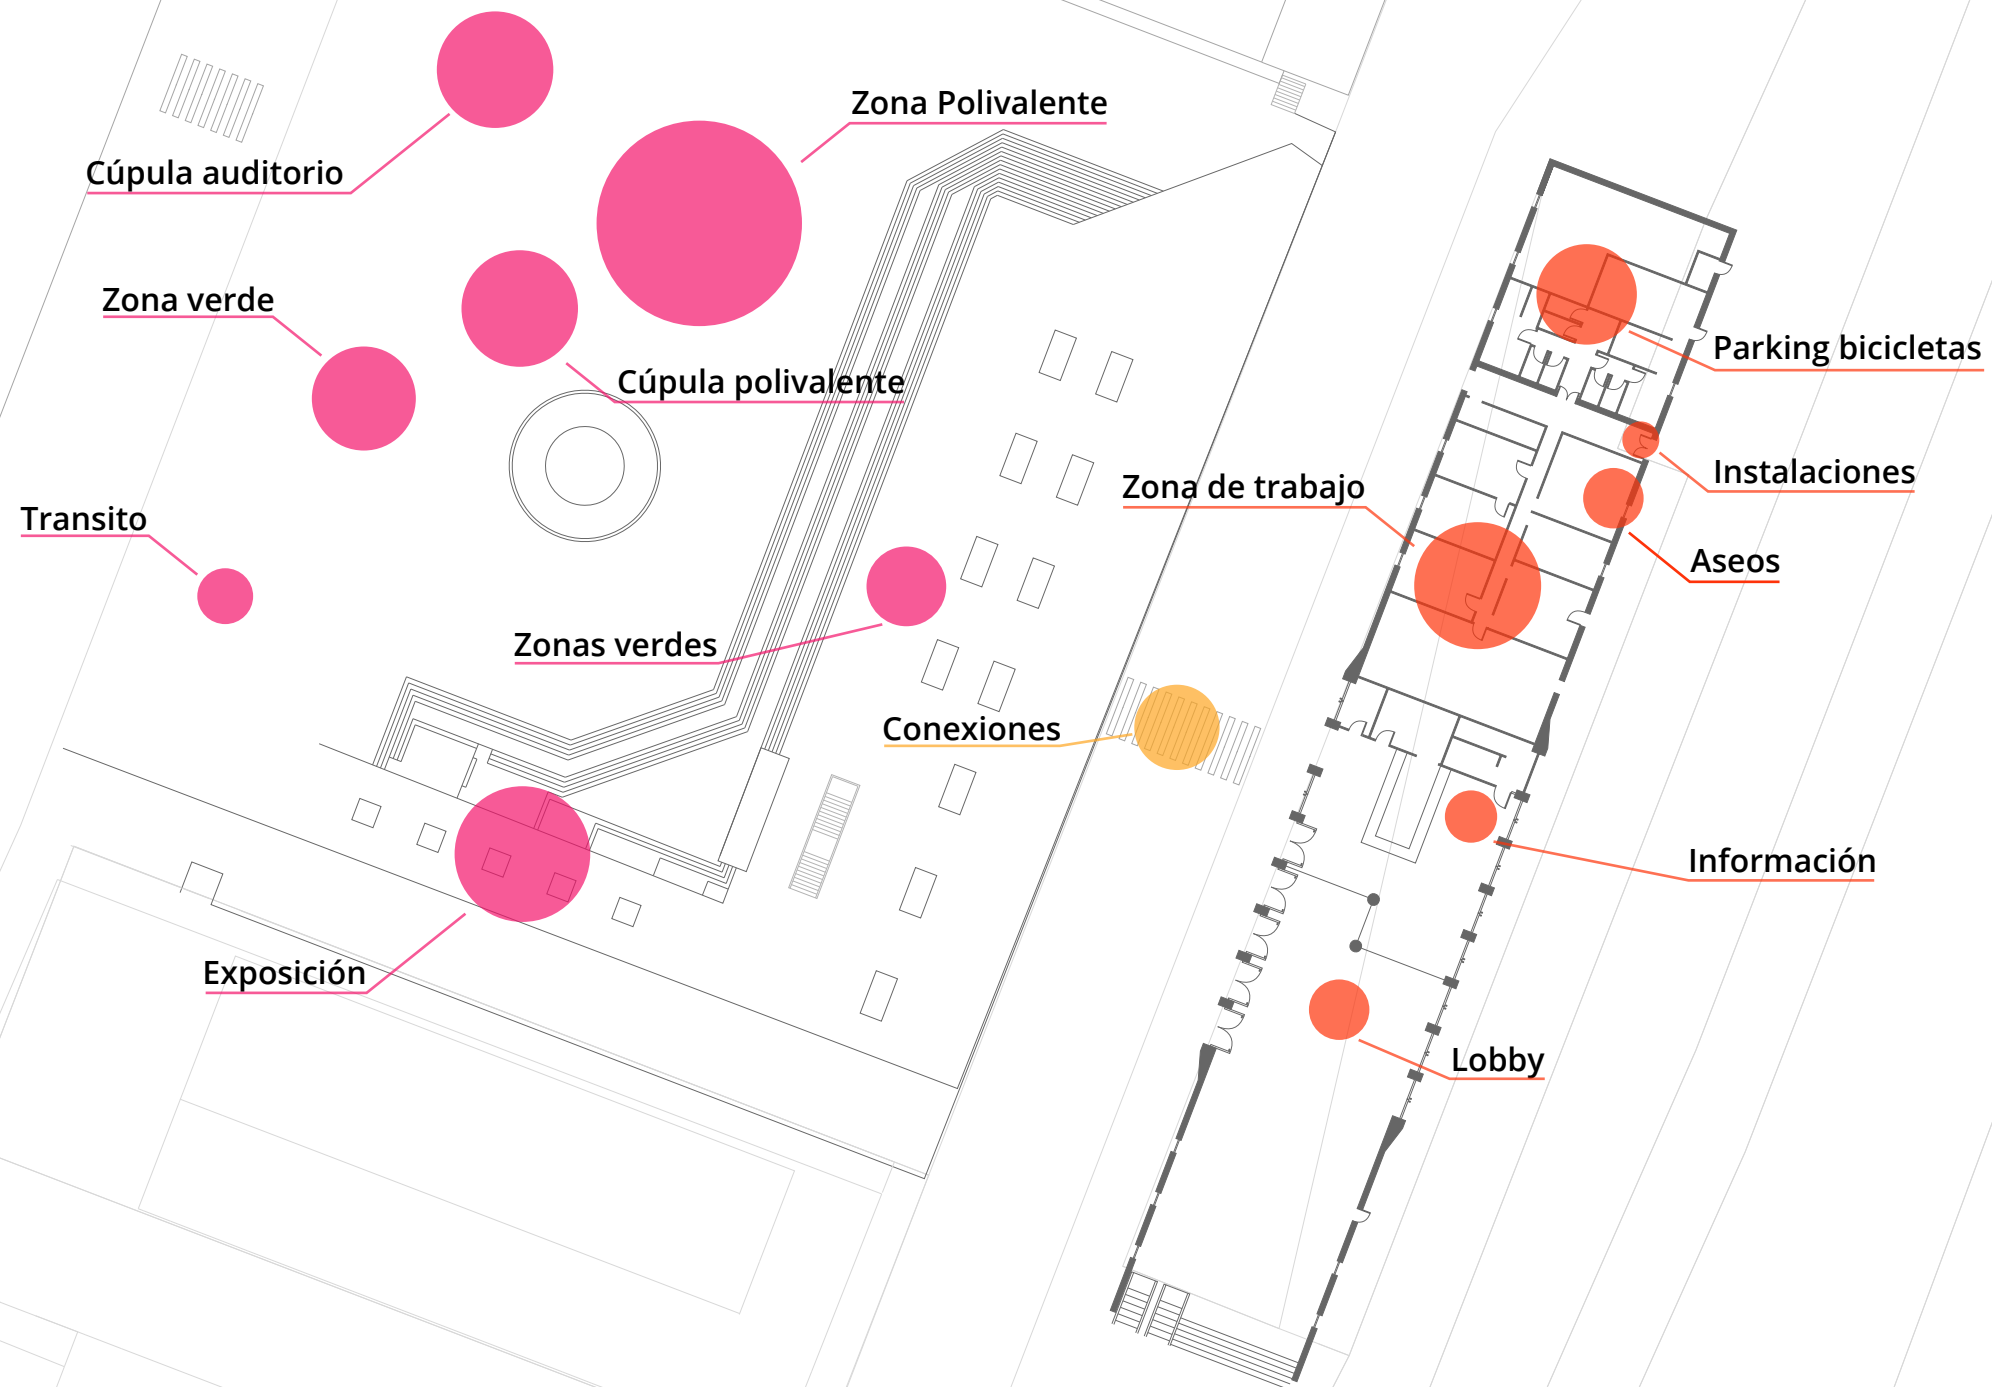 Zona Polivalente
Cúpula auditorio
Zona verde
Parking bicicletas
Cúpula polivalente
Instalaciones
Zona de trabajo
Transito
Aseos
Zonas verdes
Conexiones
Información
Exposición
Lobby